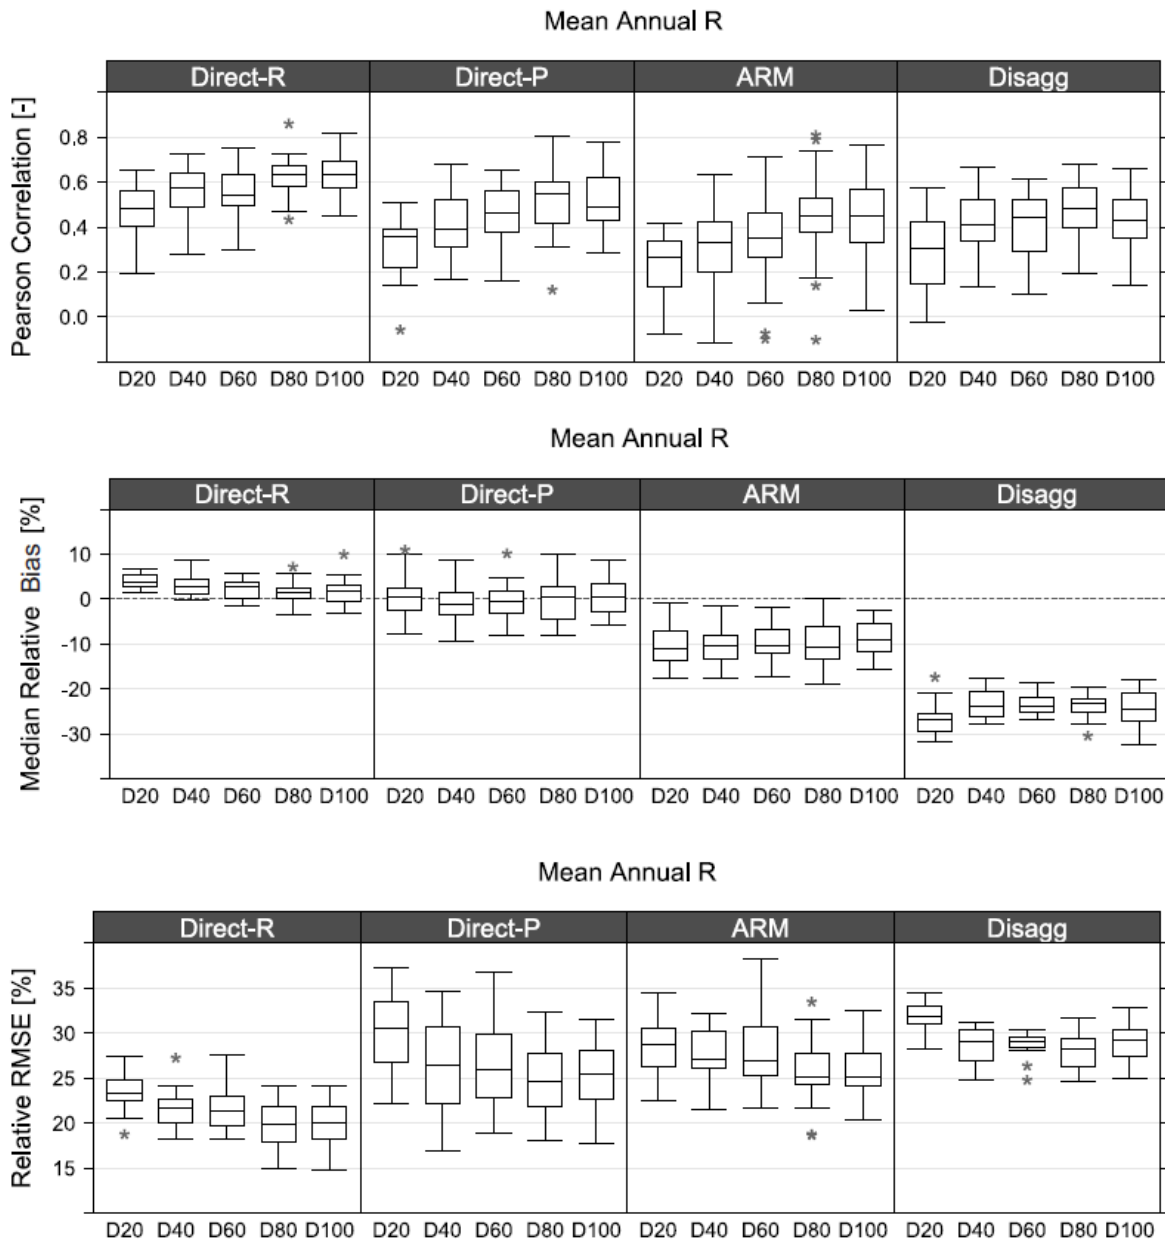 Mean Annual R
Direct-R Direct-P ARM Disagg
Pearson Correlation [-]
0.8
0.6
0.4
0.2
0.0
D20 D40 D60 D80 D100 D20 D40 D60 D80 D100 D20 D40 D60 D80 D100 D20 D40 D60 D80 D100
Mean Annual R
Direct-R Direct-P ARM Disagg
Median Relative Bias [%]
10
0
-10
-20
-30
D20 D40 D60 D80 D100 D20 D40 D60 D80 D100 D20 D40 D60 D80 D100 D20 D40 D60 D80 D100
Mean Annual R
Direct-R Direct-P ARM Disagg
Relative RMSE [%]
35
30
25
20
15
D20 D40 D60 D80 D100 D20 D40 D60 D80 D100 D20 D40 D60 D80 D100 D20 D40 D60 D80 D100